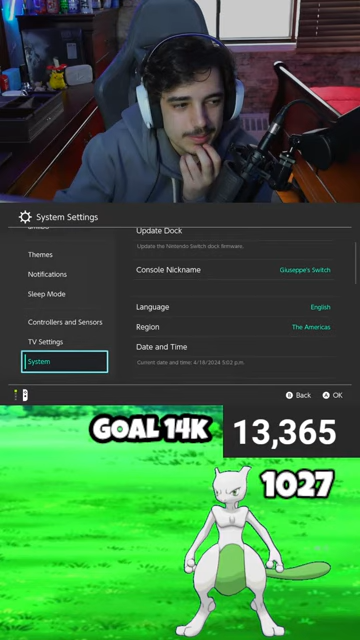 System Settings
Update Dock
Update the Nintendo Switch dock firmware.
Themes
Console Nickname
Giuseppe's Switch
Notifications
Sleep Mode
Language
English
Controllers and Sensors
Region
The Americas
TV Settings
Date and Time
System
Current date and time: 4/18/2024 5:02 p.m.
B Back
A OK
GOAL 14K
13,365
1027